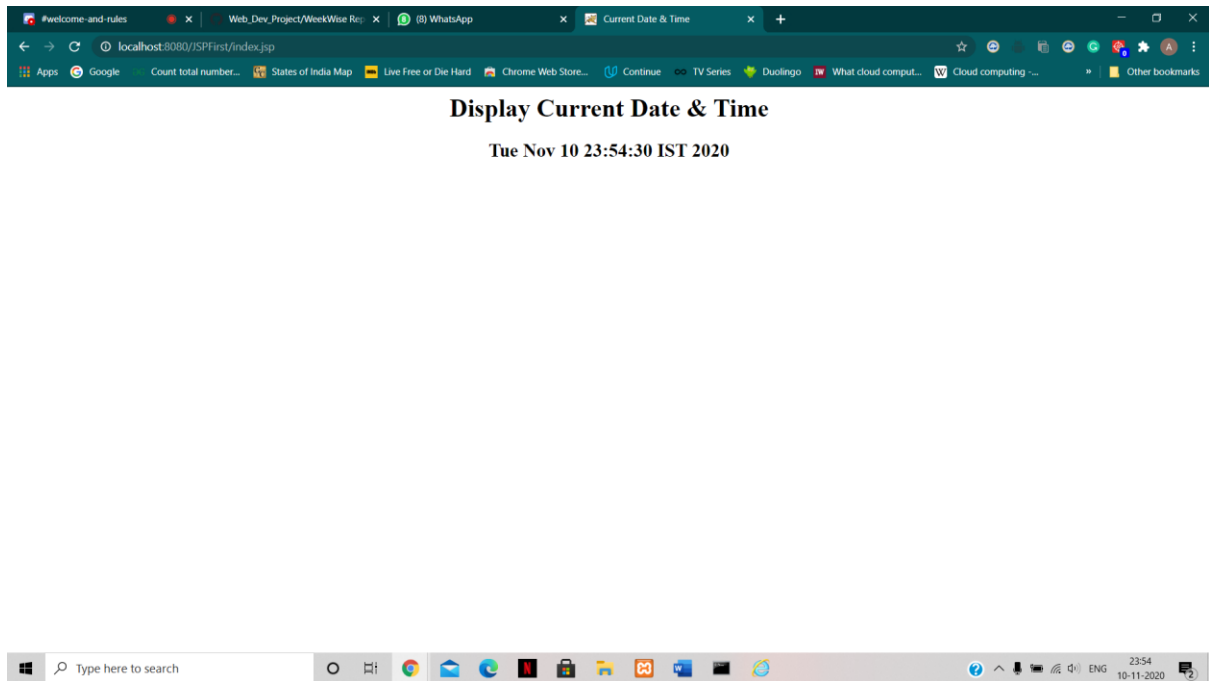 #welcome-and-rules
Web_Dev_Project/WeekWise Rep
(8) WhatsApp
Current Date & Time
localhost:8080/JSPFirst/index.jsp
Apps Google Count total number... States of India Map Live Free or Die Hard Chrome Web Store... Continue TV Series Duolingo What cloud comput... Cloud computing -... » Other bookmarks
Display Current Date & Time
Tue Nov 10 23:54:30 IST 2020
Type here to search
ENG
23:54
10-11-2020